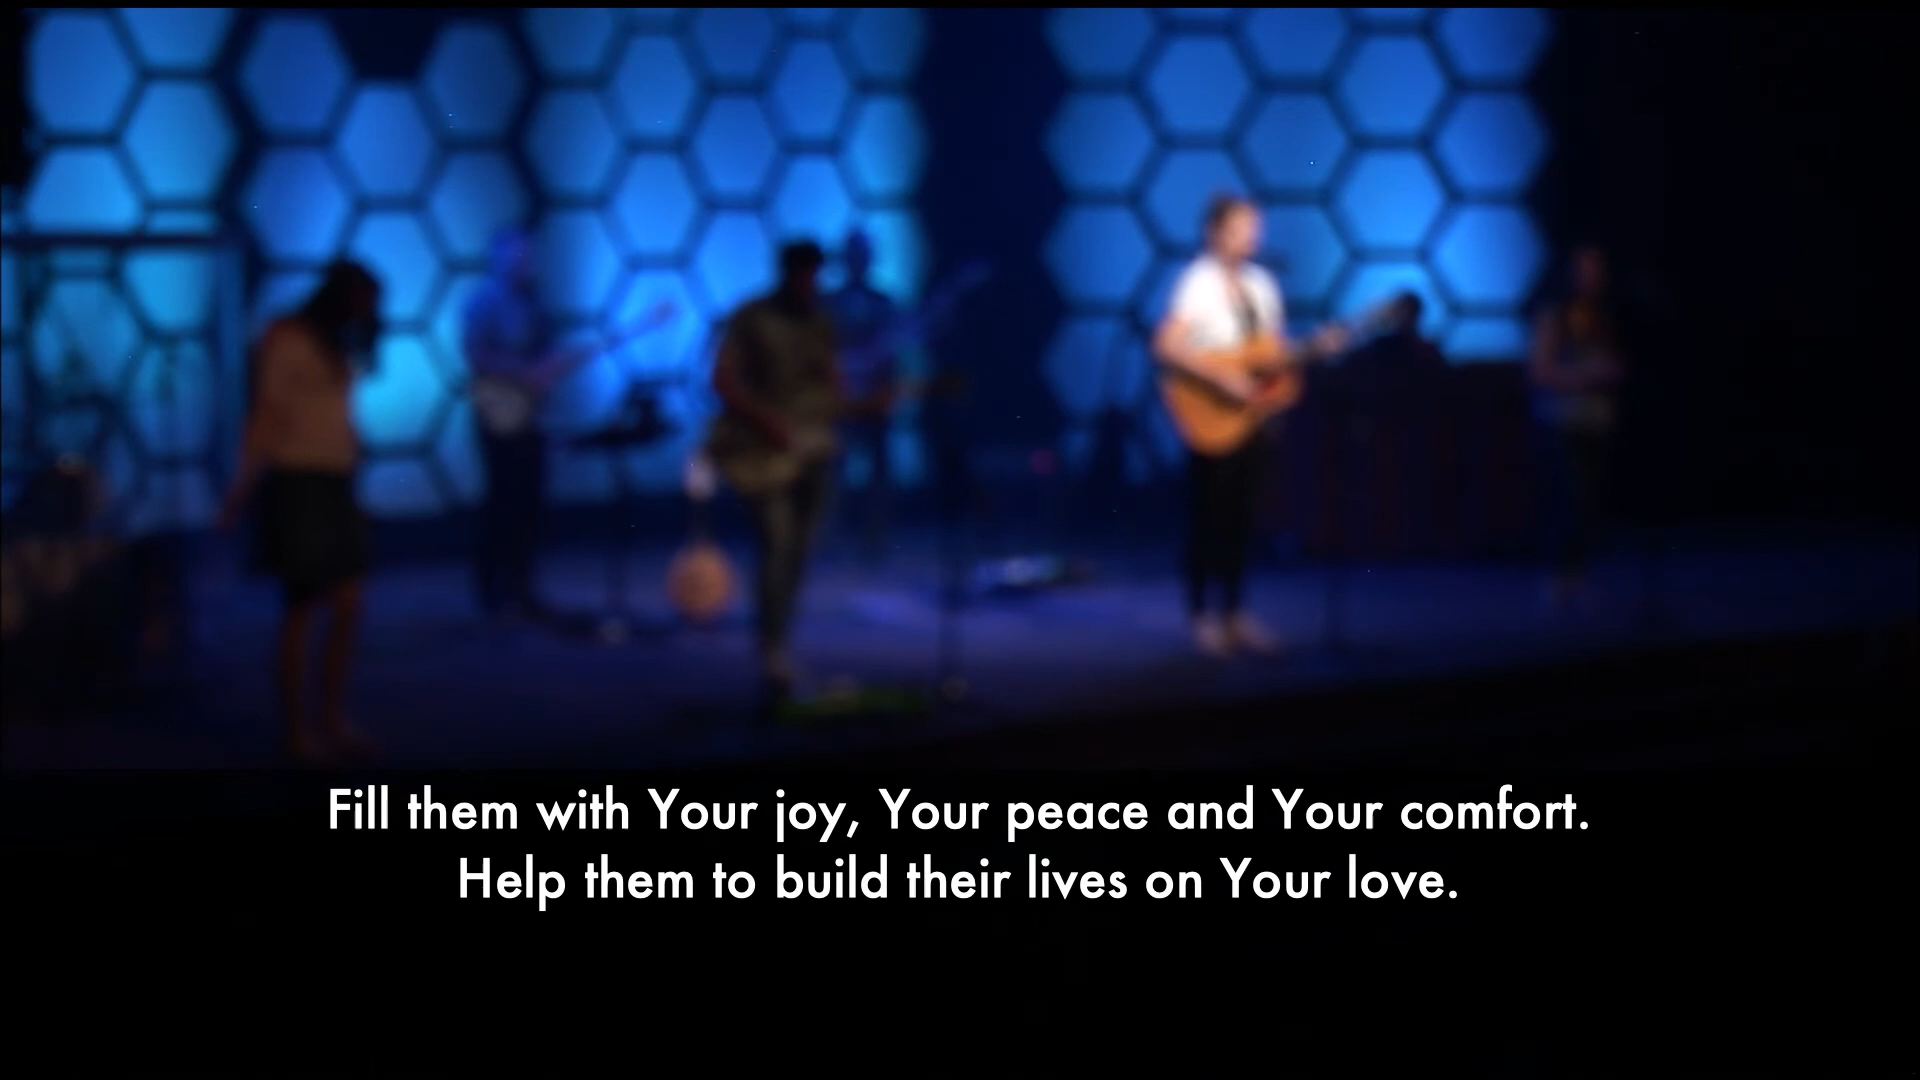 Fill them with Your joy, Your peace and Your comfort.
Help them to build their lives on Your love.